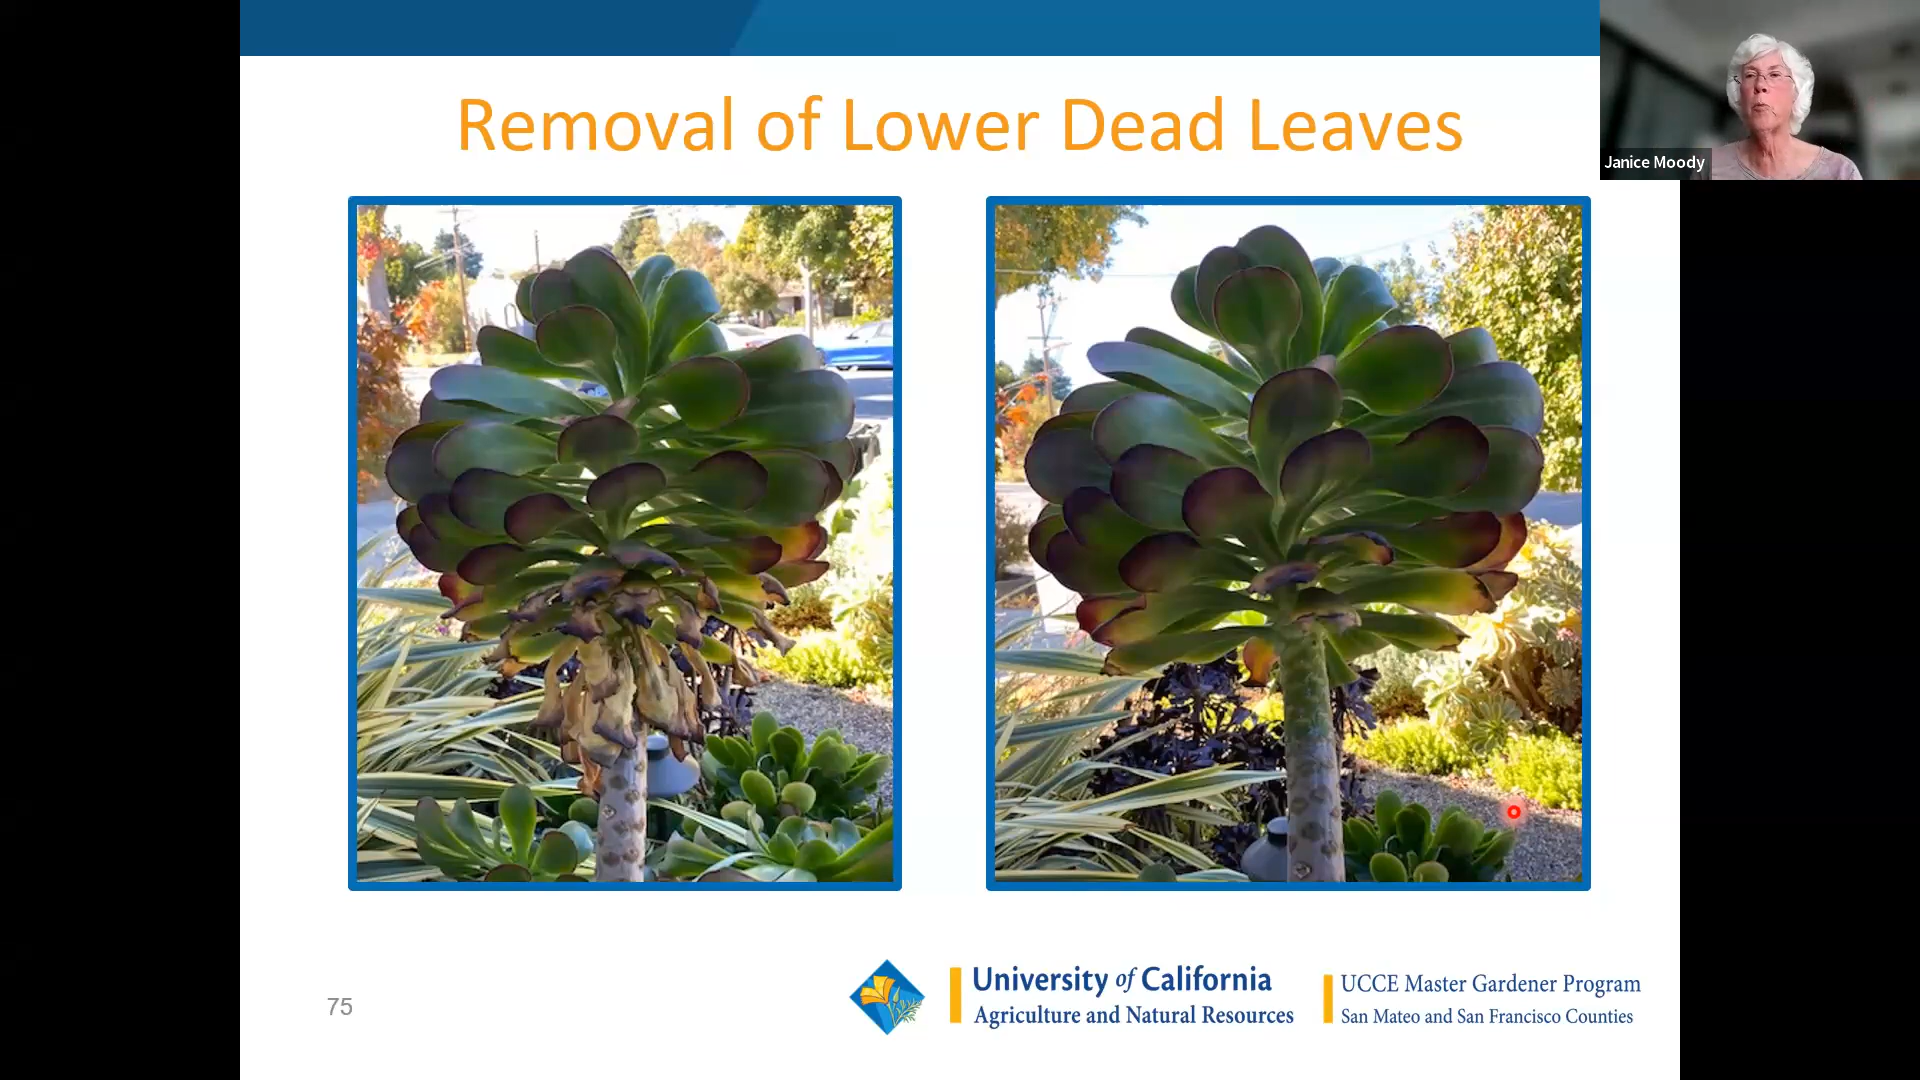 Removal of Lower Dead Leaves
Janice Moody
75
University of California
Agriculture and Natural Resources
UCCE Master Gardener Program
San Mateo and San Francisco Counties